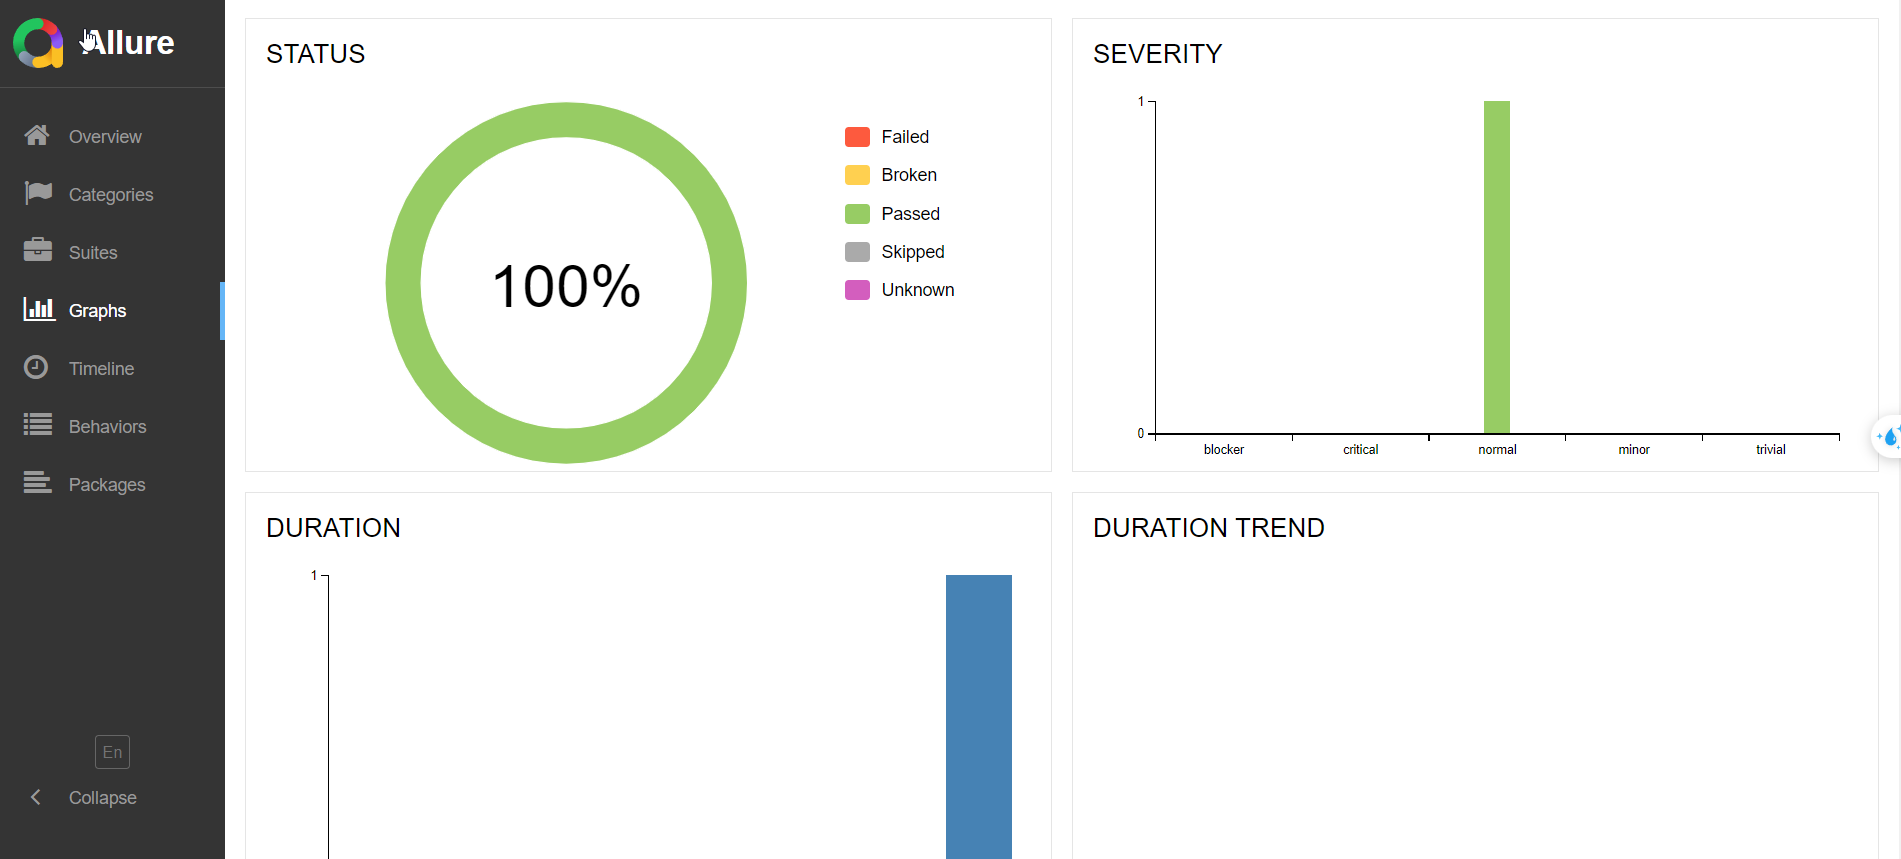 Allure
Overview
Categories
Suites
Graphs
Timeline
Behaviors
Packages
En
Collapse
STATUS
100%
Failed
Broken
Passed
Skipped
Unknown
SEVERITY
1
0
blocker critical normal minor trivial
DURATION
1
DURATION TREND